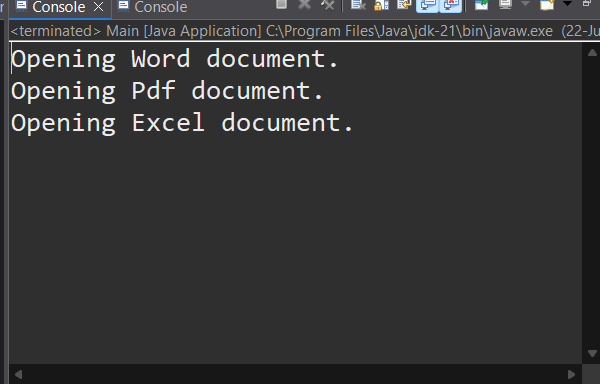 Console
Console
<terminated> Main [Java Application] C:\Program Files\Java\jdk-21\bin\javaw.exe (22-Ju
Opening Word document.
Opening Pdf document.
Opening Excel document.